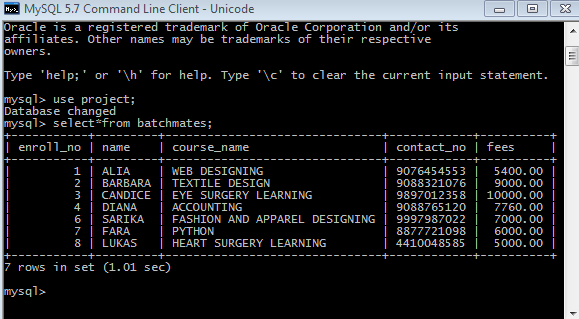 MySQL 5.7 Command Line Client - Unicode
Oracle is a registered trademark of Oracle Corporation and/or its
affiliates. Other names may be trademarks of their respective
owners.
Type 'help;' or '\h' for help. Type '\c' to clear the current input statement.
mysql> use project;
Database changed
mysql> select*from batchmates;
+-----------+---------+-------------------------------+------------+----------+
| enroll_no | name | course_name | contact_no | fees |
+-----------+---------+-------------------------------+------------+----------+
| 1 | ALIA | WEB DESIGNING | 9076454553 | 5400.00 |
| 2 | BARBARA | TEXTILE DESIGN | 9088321076 | 9000.00 |
| 3 | CANDICE | EYE SURGERY LEARNING | 9897012358 | 10000.00 |
| 4 | DIANA | ACCOUNTING | 9088765120 | 7760.00 |
| 6 | SARIKA | FASHION AND APPAREL DESIGNING | 9997987022 | 7000.00 |
| 7 | FARA | PYTHON | 8877721098 | 6000.00 |
| 8 | LUKAS | HEART SURGERY LEARNING | 4410048585 | 5000.00 |
+-----------+---------+-------------------------------+------------+----------+
7 rows in set (1.01 sec)
mysql>